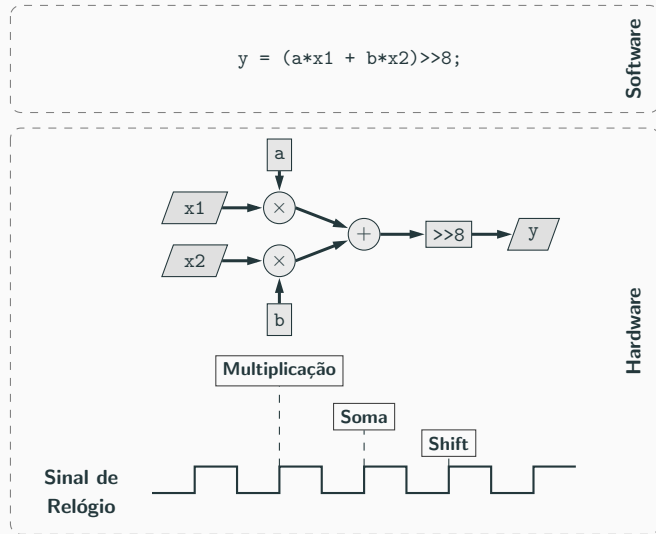 y = (a*x1 + b*x2)>>8;
Software
a
x1
×
+
>>8
y
x2
×
b
Hardware
Multiplicação
Soma
Shift
Sinal de
Relógio